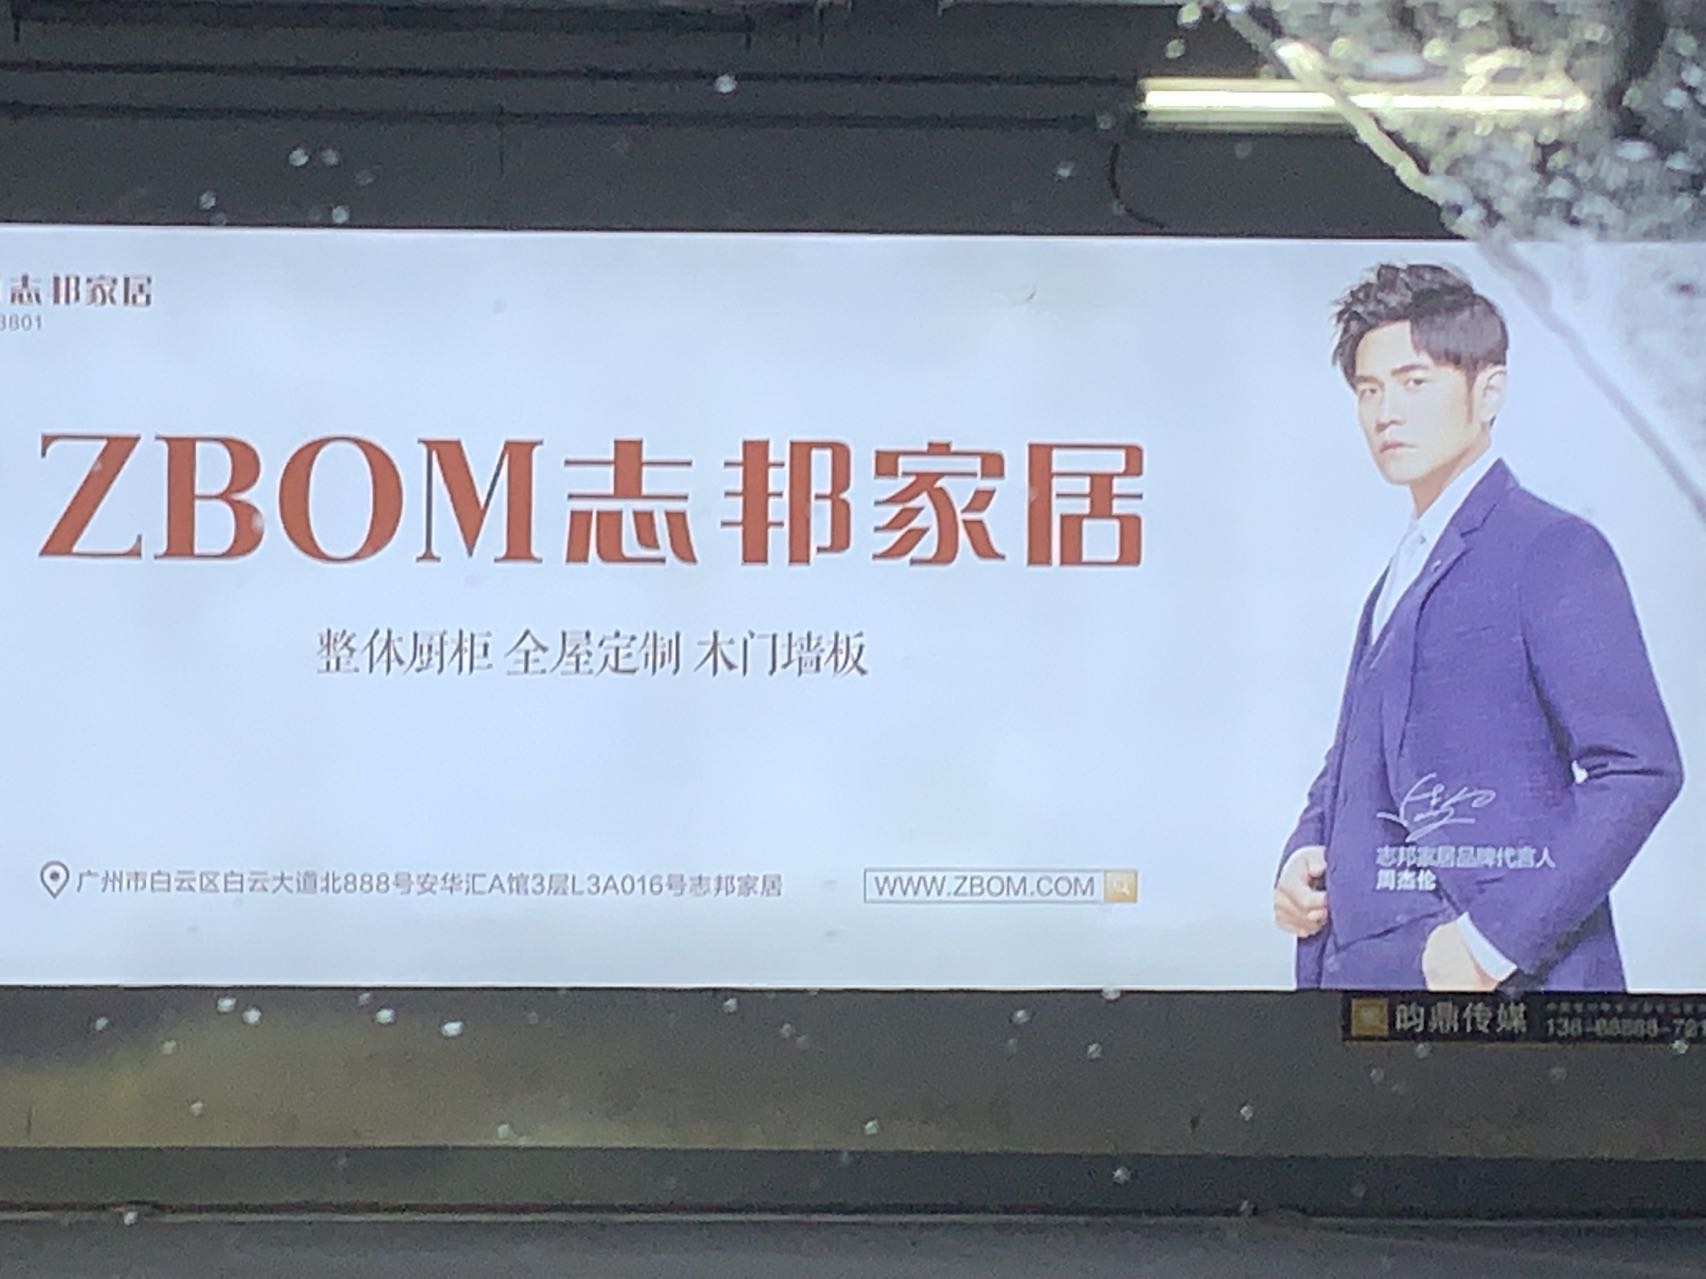 志邦家居
3801
ZBOM志邦家居
整体厨柜 全屋定制 木门墙板
广州市白云区白云大道北888号安华汇A馆3层L3A016号志邦家居
WWW.ZBOM.COM
志邦家居品牌代言人
周杰伦
昀鼎传媒